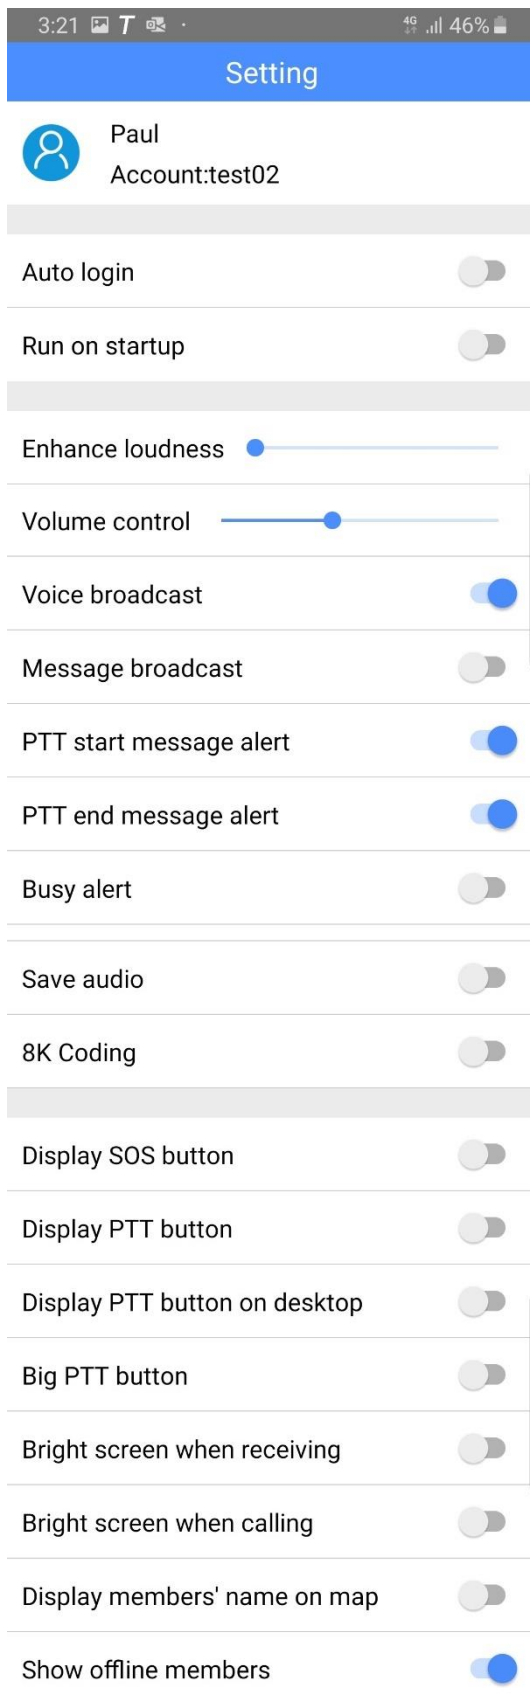 3:21 T
4G 46%
Setting
Paul
Account:test02
Auto login
Run on startup
Enhance loudness
Volume control
Voice broadcast
Message broadcast
PTT start message alert
PTT end message alert
Busy alert
Save audio
8K Coding
Display SOS button
Display PTT button
Display PTT button on desktop
Big PTT button
Bright screen when receiving
Bright screen when calling
Display members' name on map
Show offline members